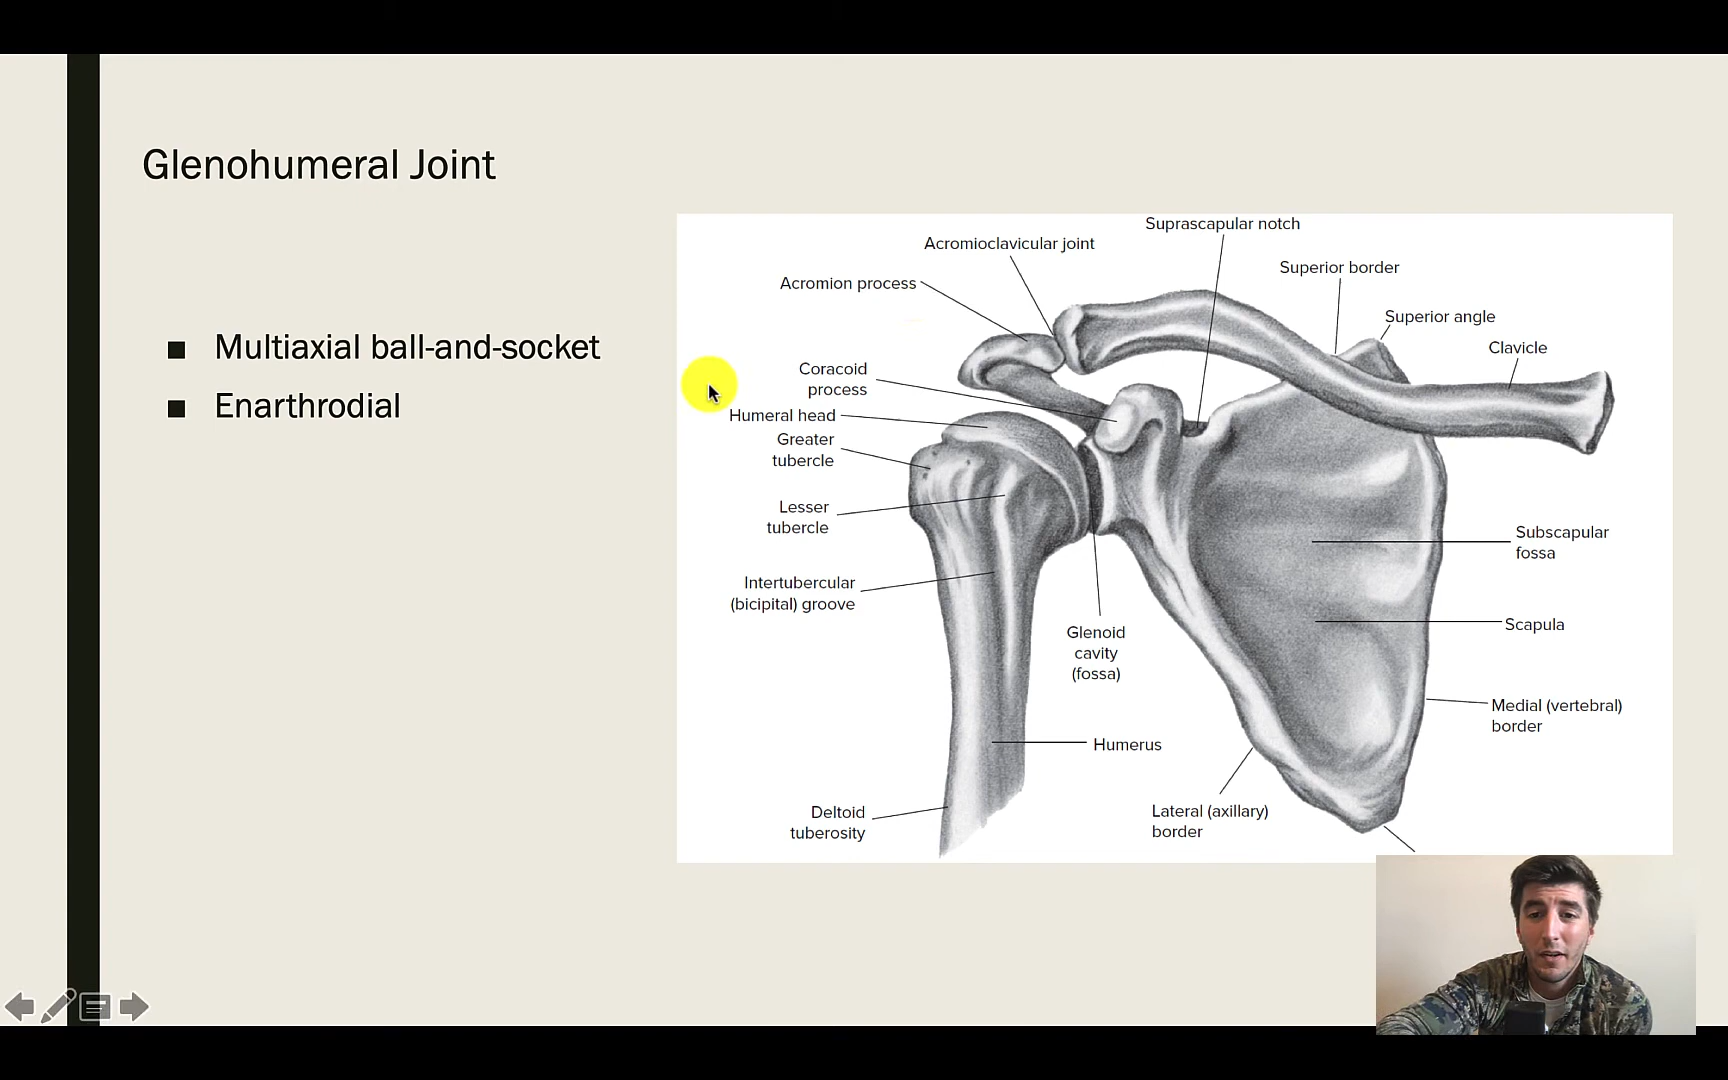 Glenohumeral Joint
Multiaxial ball-and-socket
Enarthrodial
Suprascapular notch
Acromioclavicular joint
Superior border
Acromion process
Superior angle
Clavicle
Coracoid
process
Humeral head
Greater
tubercle
Lesser
tubercle
Subscapular
fossa
Intertubercular
(bicipital) groove
Glenoid
cavity
(fossa)
Scapula
Medial (vertebral)
border
Humerus
Deltoid
tuberosity
Lateral (axillary)
border